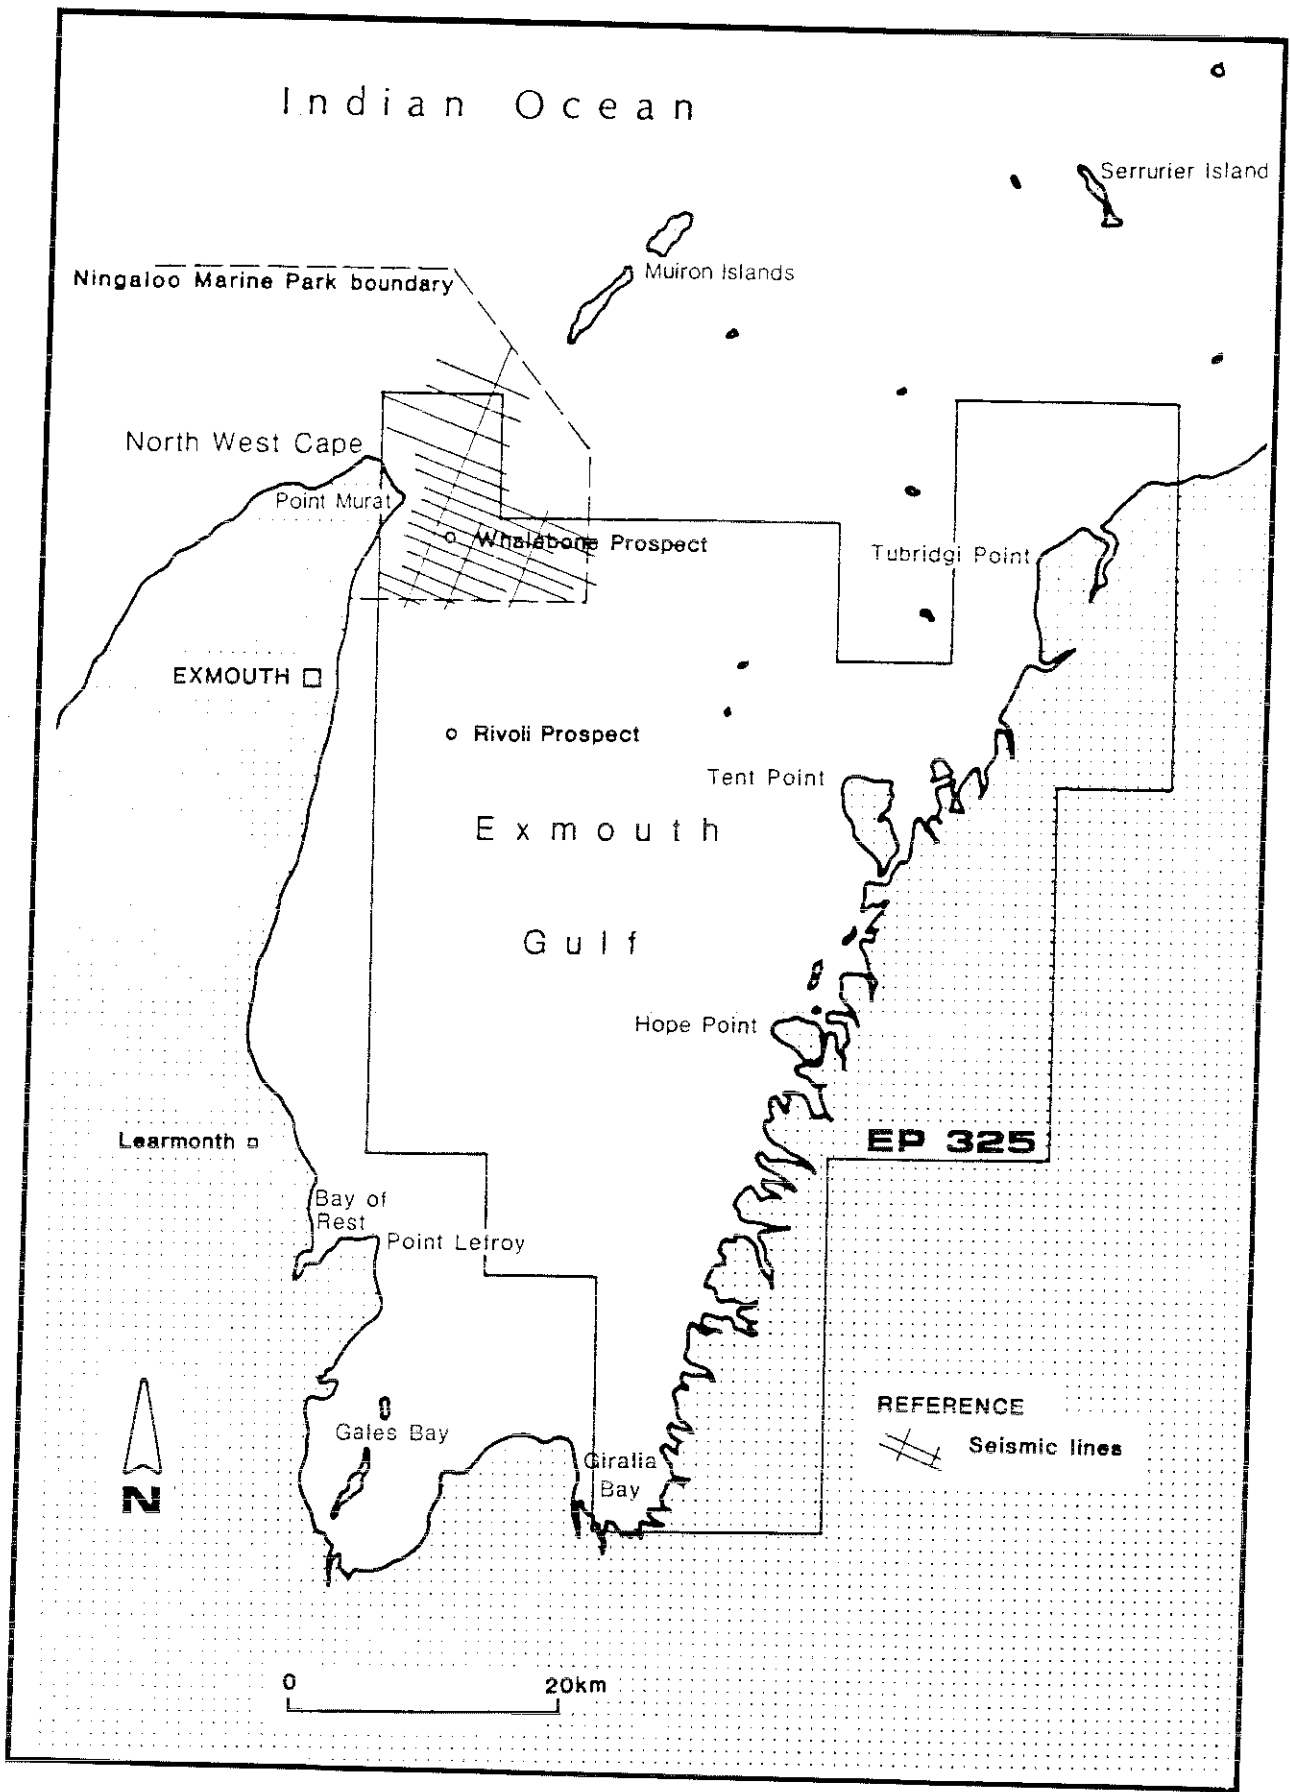 Indian Ocean
Serrurier Island
Muiron Islands
Ningaloo Marine Park boundary
North West Cape
Point Murat
Whalebone Prospect
Tubridgi Point
EXMOUTH
Rivoli Prospect
Tent Point
Exmouth
Gulf
Hope Point
Learmonth
EP 325
Bay of
Rest
Point Lefroy
REFERENCE
Seismic lines
Gales Bay
Giralia
Bay
N
0
20km